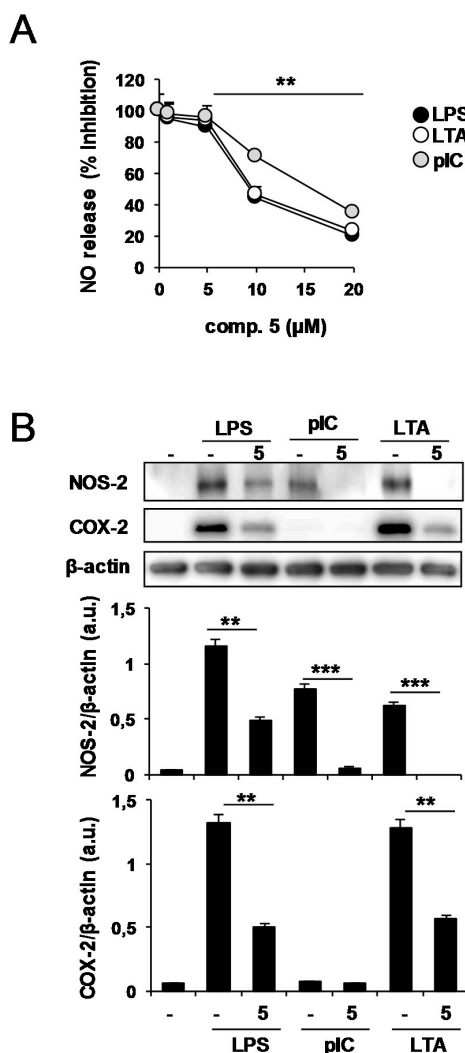 A
NO release (% Inhibition)
120
100
80
60
40
20
0
**
0 5 10 15 20
comp. 5 (µM)
LPS
LTA
pIC
B
LPS pIC LTA
- - 5 - 5 - 5
NOS-2
COX-2
β-actin
NOS-2/β-actin (a.u.)
1,5
1
0,5
0
** *** ***
COX-2/β-actin (a.u.)
1,5
1
0,5
0
** **
- - 5 - 5 - 5
LPS pIC LTA